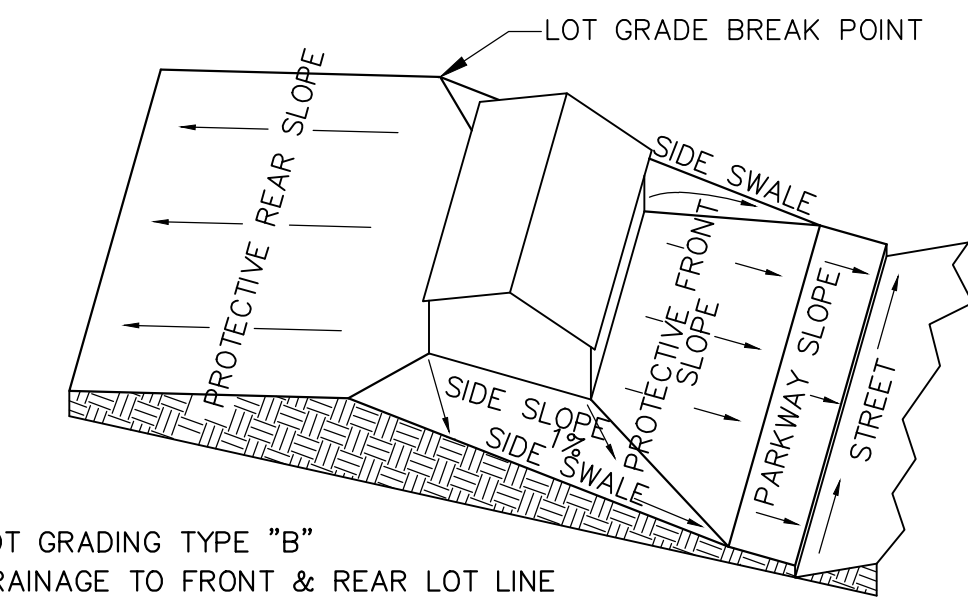 LOT GRADE BREAK POINT
PROTECTIVE REAR SLOPE
SIDE SWALE
PROTECTIVE FRONT
SLOPE
PARKWAY SLOPE
STREET
SIDE SLOPE
1%
SIDE SWALE
OT GRADING TYPE "B"
RAINAGE TO FRONT & REAR LOT LINE